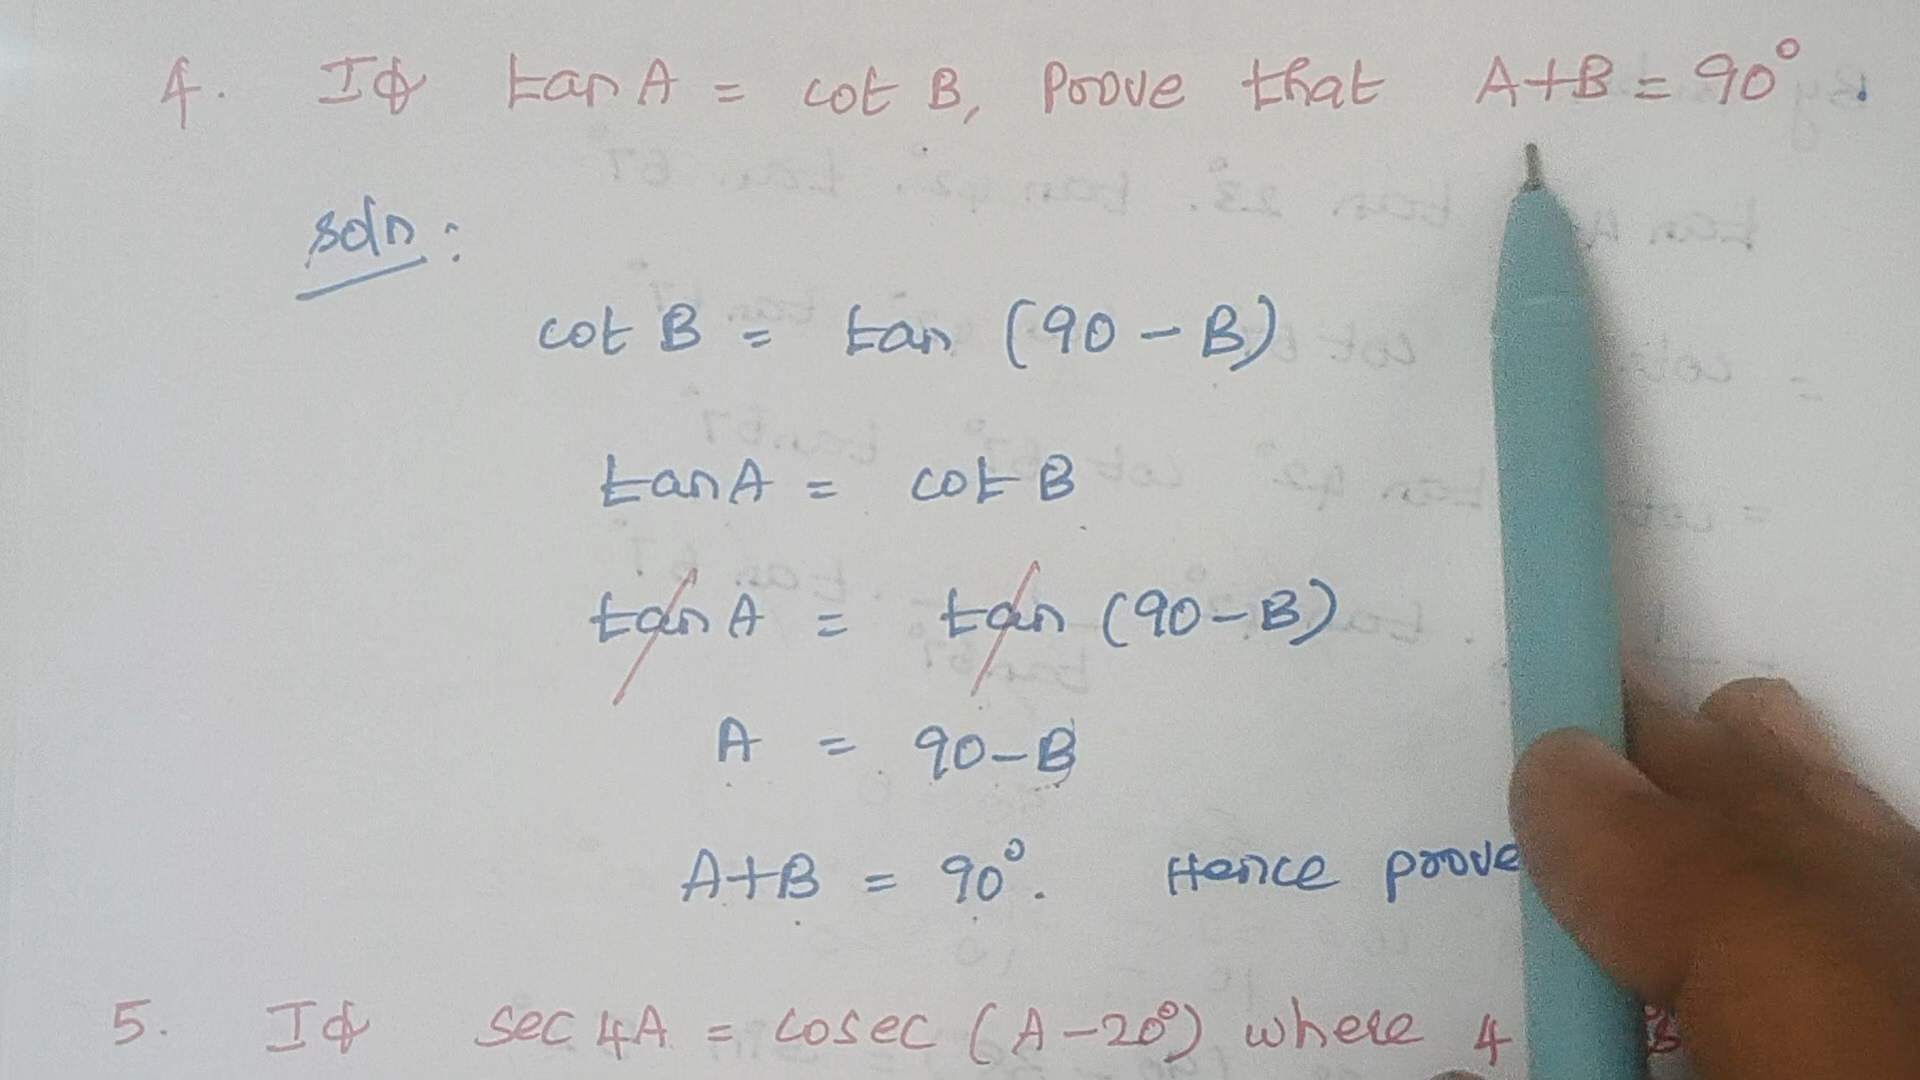 4. If tan A = cot B, Prove that A+B = 90°.
soln :
cot B = tan (90 - B)
tan A = cot B
tan A = tan (90-B)
A = 90-B
A+B = 90°. Hence prove
5. If sec 4A = cosec (A-20°) where 4